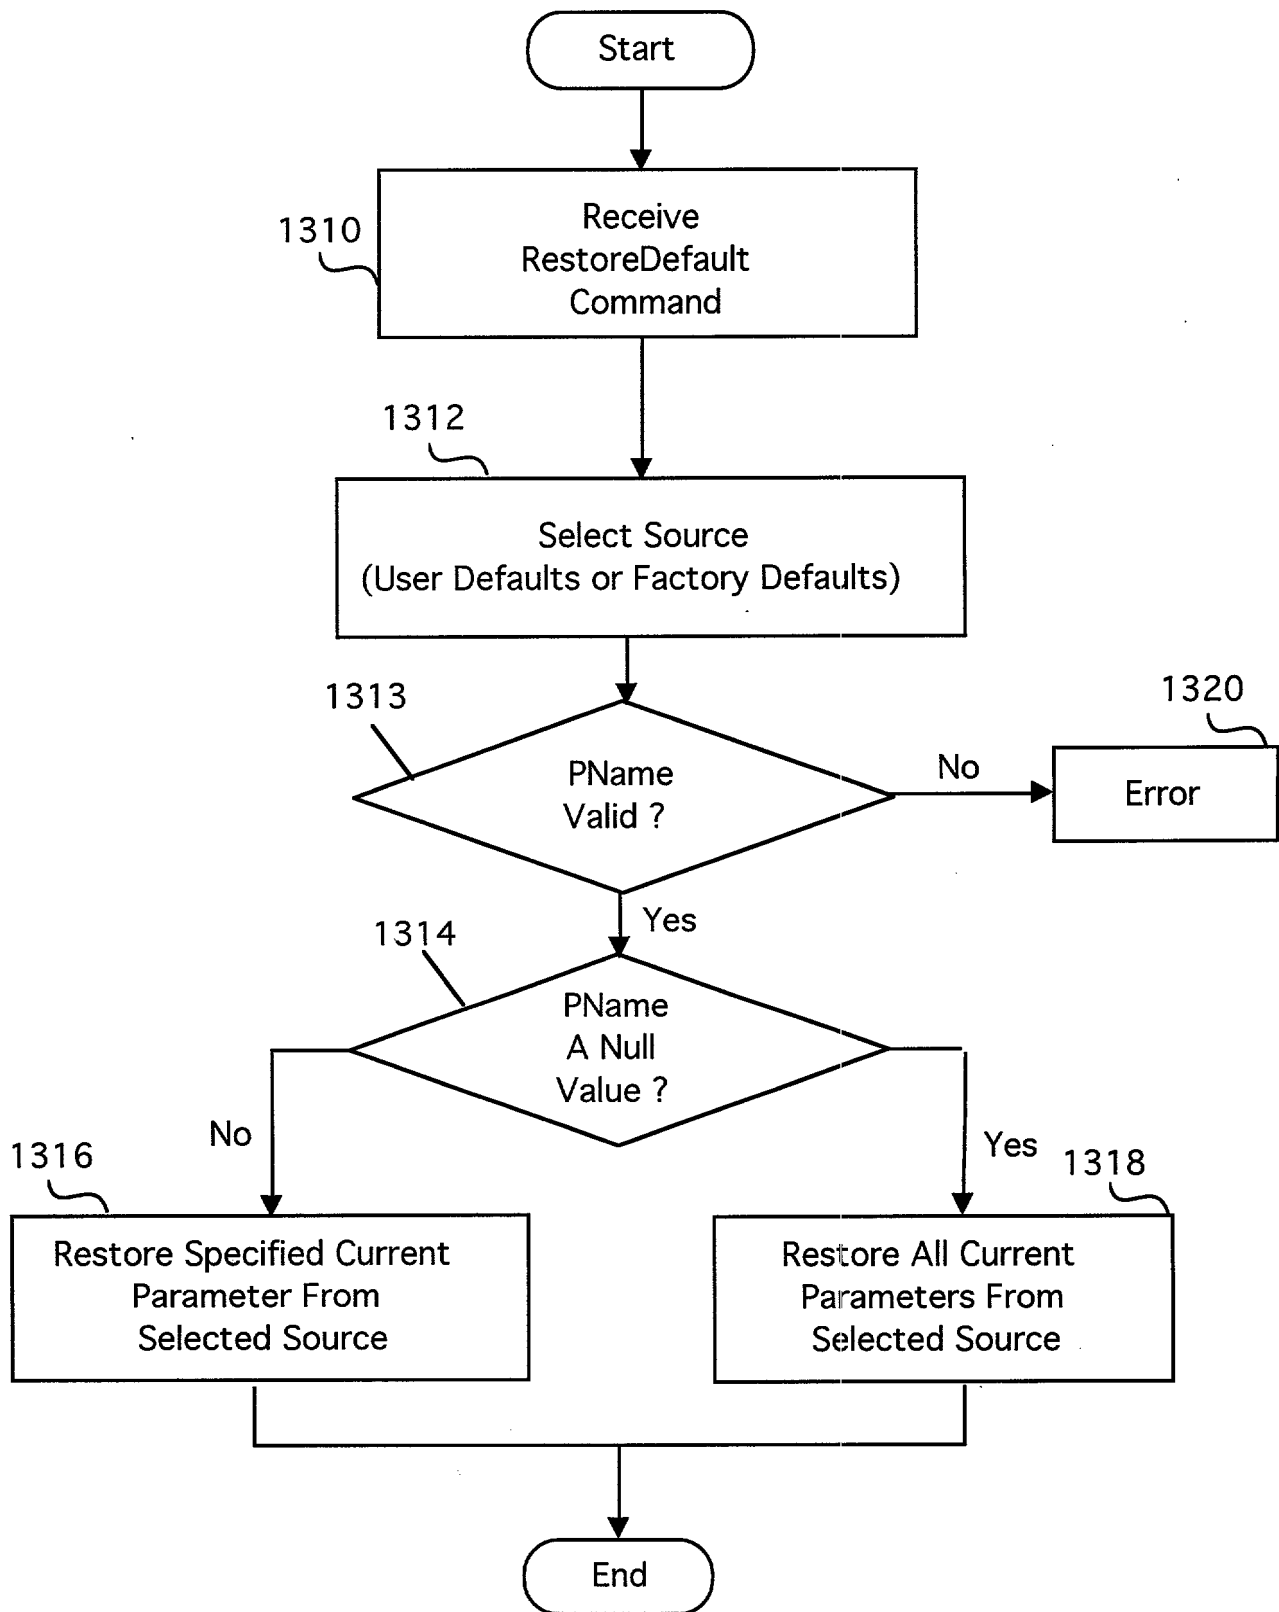 Start
1310
Receive
RestoreDefault
Command
1312
Select Source
(User Defaults or Factory Defaults)
1313
PName
Valid ?
No
1320
Error
Yes
1314
PName
A Null
Value ?
No
Yes
1316
Restore Specified Current
Parameter From
Selected Source
1318
Restore All Current
Parameters From
Selected Source
End